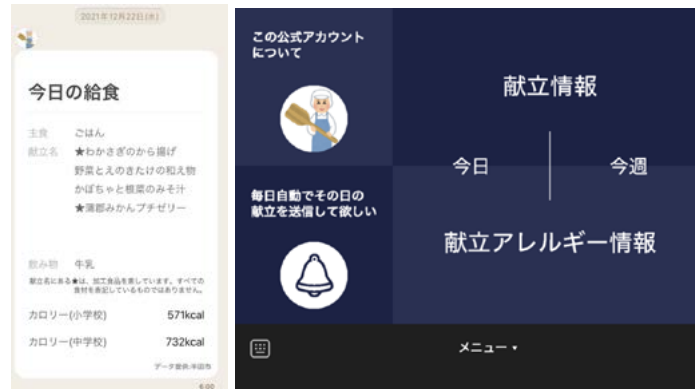 2021年12月22日(水)
今日の給食
主食 ごはん
献立名 ★わかさぎのから揚げ
野菜とえのきたけの和え物
かぼちゃと根菜のみそ汁
★蒲郡みかんプチゼリー
飲み物 牛乳
献立名にある★は、加工食品を表しています。すべての
食材を表記しているものではありません。
カロリー(小学校) 571kcal
カロリー(中学校) 732kcal
データ提供:半田市
6:00
この公式アカウント
について
毎日自動でその日の
献立を送信して欲しい
献立情報
今日 今週
献立アレルギー情報
メニュー ▾